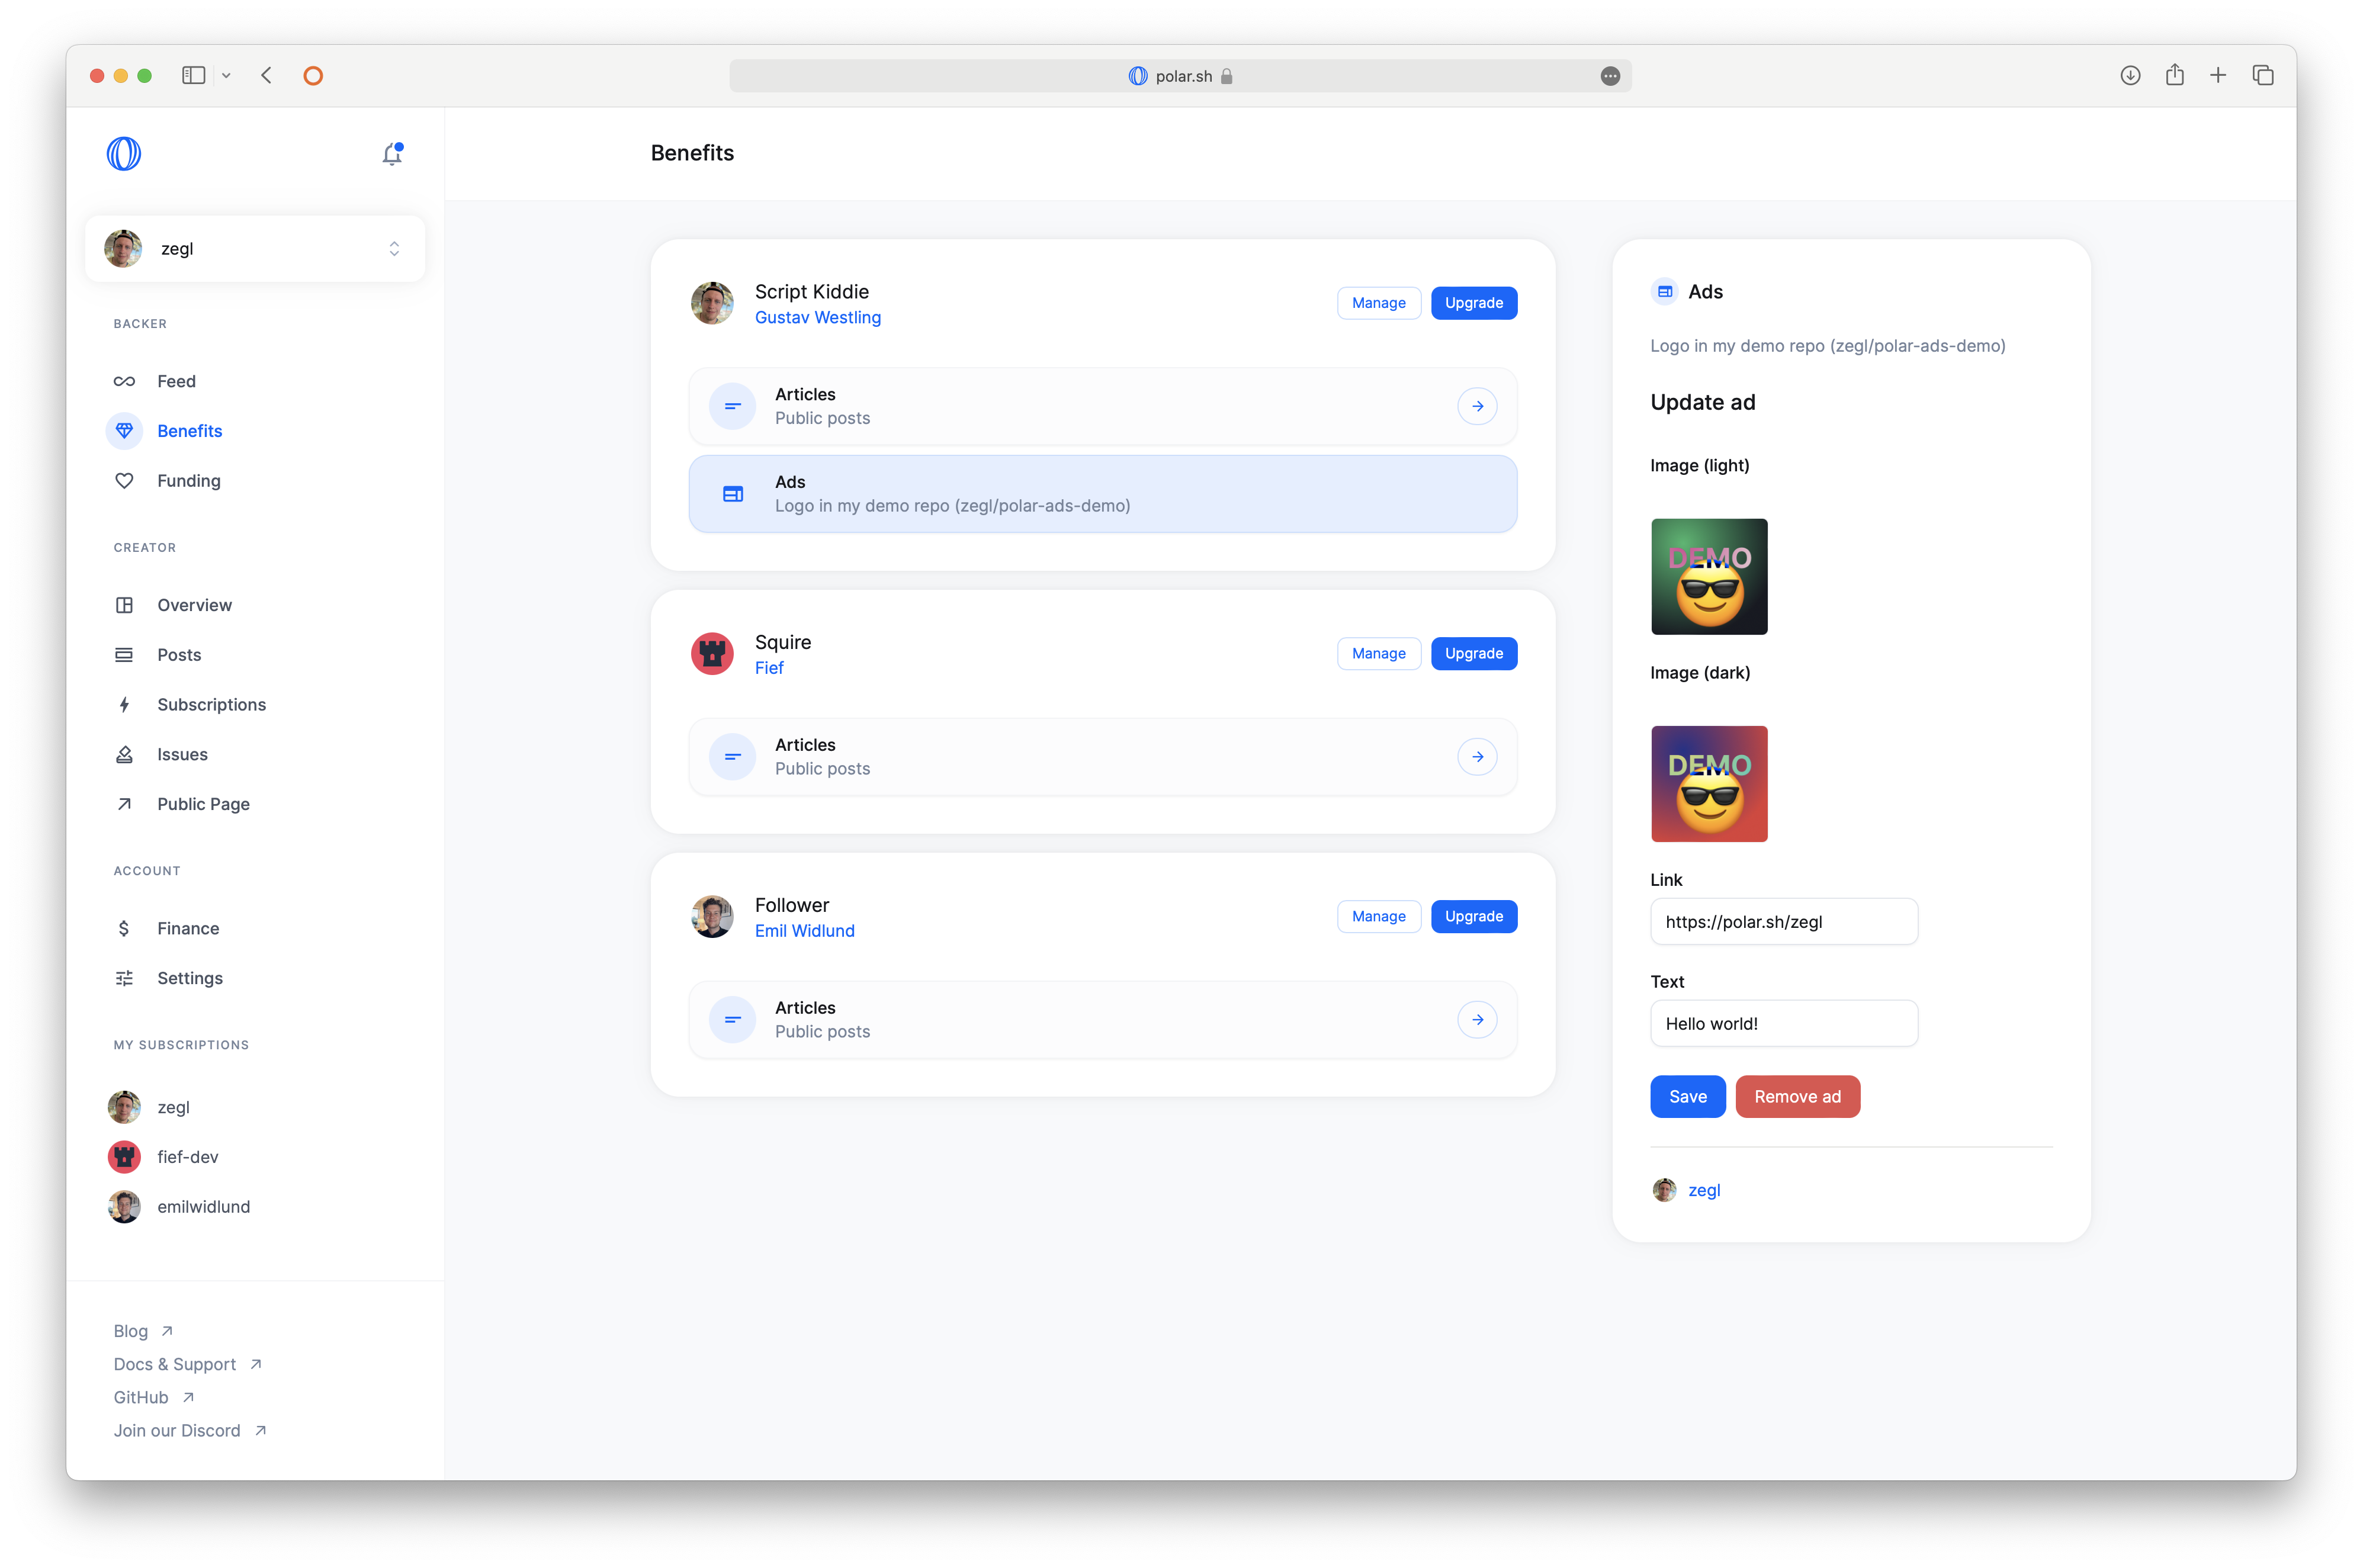 polar.sh
zegl
BACKER
Feed
Benefits
Funding
CREATOR
Overview
Posts
Subscriptions
Issues
Public Page
ACCOUNT
Finance
Settings
MY SUBSCRIPTIONS
zegl
fief-dev
emilwidlund
Blog
Docs & Support
GitHub
Join our Discord
Benefits
Script Kiddie
Gustav Westling
Manage
Upgrade
Articles
Public posts
Ads
Logo in my demo repo (zegl/polar-ads-demo)
Squire
Fief
Manage
Upgrade
Articles
Public posts
Follower
Emil Widlund
Manage
Upgrade
Articles
Public posts
Ads
Logo in my demo repo (zegl/polar-ads-demo)
Update ad
Image (light)
DEMO
Image (dark)
DEMO
Link
https://polar.sh/zegl
Text
Hello world!
Save
Remove ad
zegl